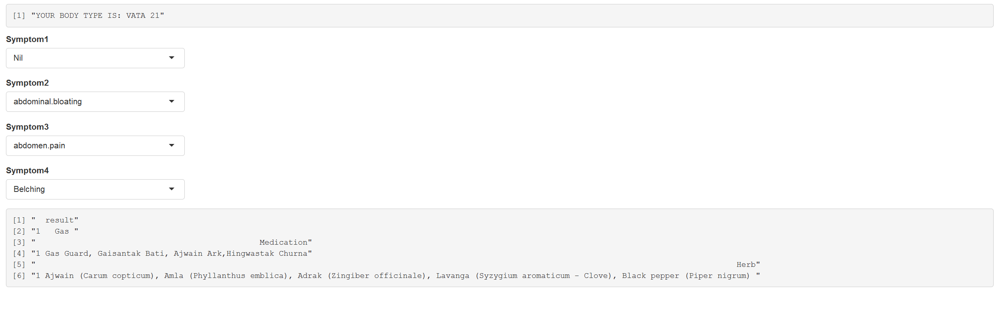 [1] "YOUR BODY TYPE IS: VATA 21"
Symptom1
Nil
Symptom2
abdominal.bloating
Symptom3
abdomen.pain
Symptom4
Belching
[1] "  result"
[2] "1   Gas "
[3] "                                               Medication"
[4] "1 Gas Guard, Gaisantak Bati, Ajwain Ark,Hingwastak Churna"
[5] "                                                                                                                                                   Herb"
[6] "1 Ajwain (Carum copticum), Amla (Phyllanthus emblica), Adrak (Zingiber officinale), Lavanga (Syzygium aromaticum - Clove), Black pepper (Piper nigrum) "